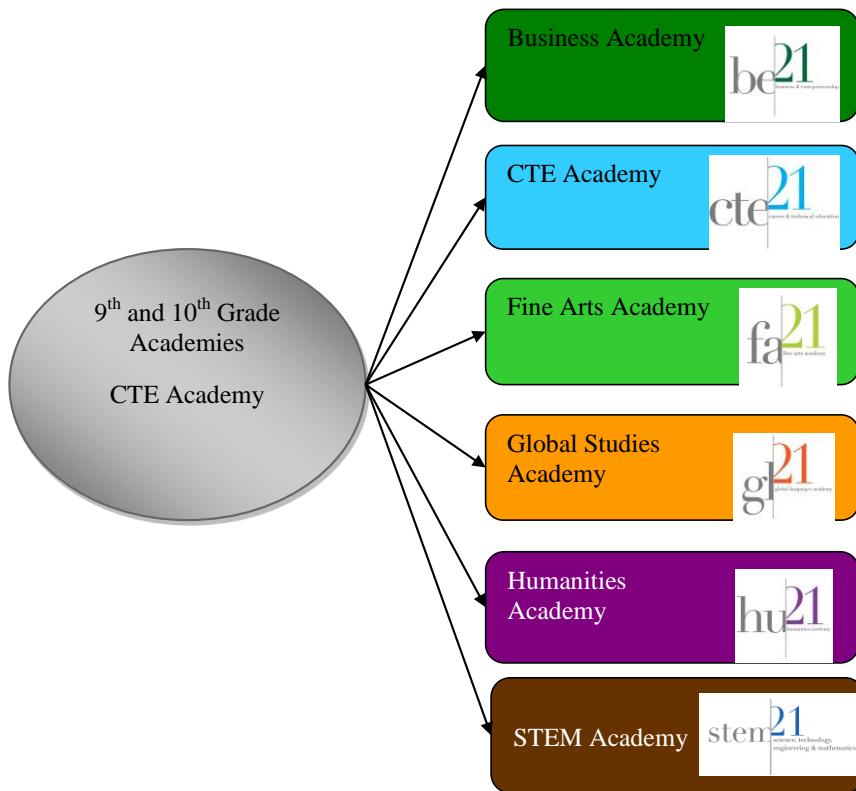 9th and 10th Grade
Academies
CTE Academy
Business Academy
be21
business & entrepreneurship
CTE Academy
cte21
career & technical education
Fine Arts Academy
fa21
fine arts academy
Global Studies
Academy
gl21
global languages academy
Humanities
Academy
hu21
humanities academy
STEM Academy
stem21
science, technology,
engineering & mathematics